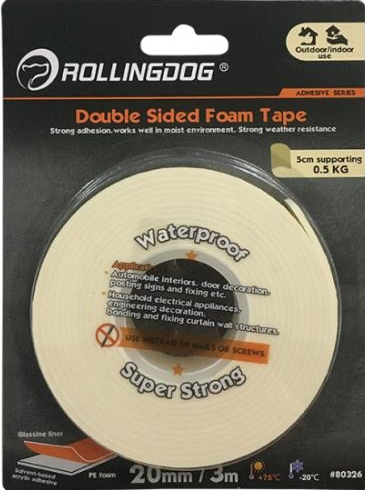 Outdoor/indoor
use
ROLLINGDOG®
ADHESIVE SERIES
Double Sided Foam Tape
Strong adhesion.works well in moist environment. Strong weather resistance
5cm supporting
0.5 KG
Waterproof
Application:
Automobile interiors. door decoration.
posting signs and fixing etc.
Household electrical appliances.
engineering decoration.
bonding and fixing curtain wall structures.
USE INSTEAD OF NAILS OR SCREWS.
Super Strong
Glassine liner
Solvent-based
acrylic adhesive
PE Foam
20mm / 3m
+75°C
-20°C
#80326